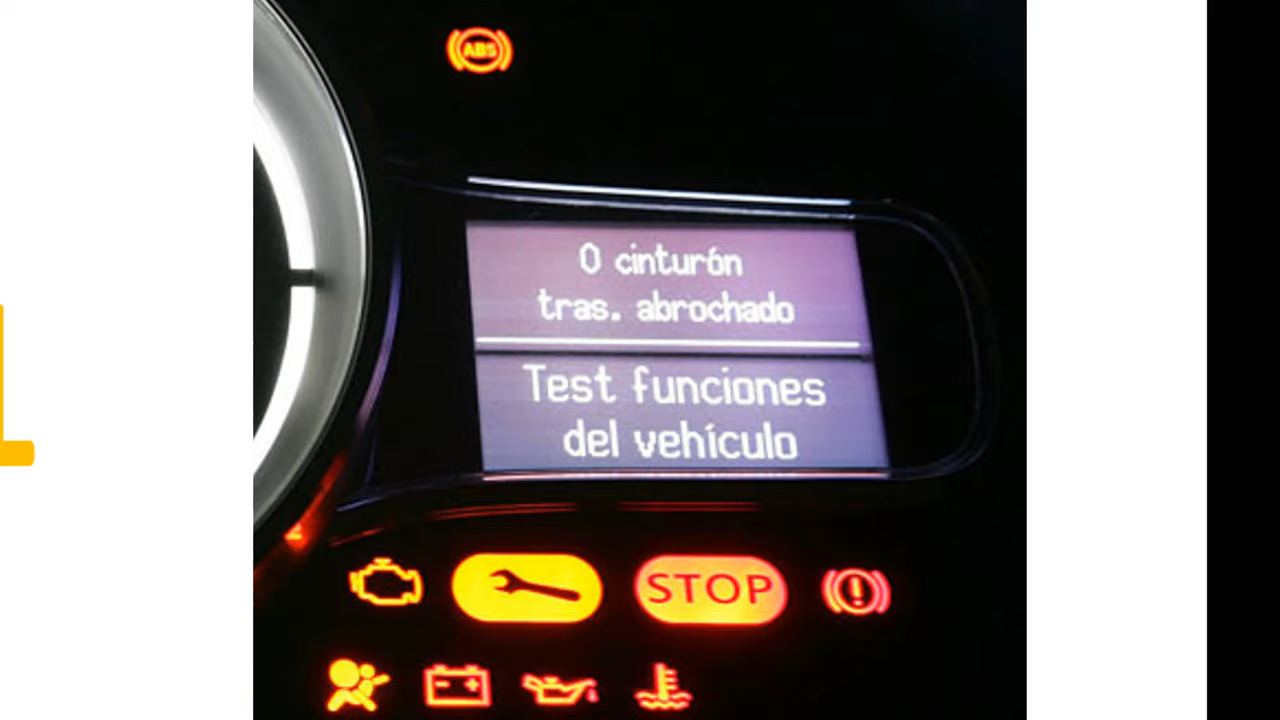 ABS
0 cinturón
tras. abrochado
Test funciones
del vehículo
STOP